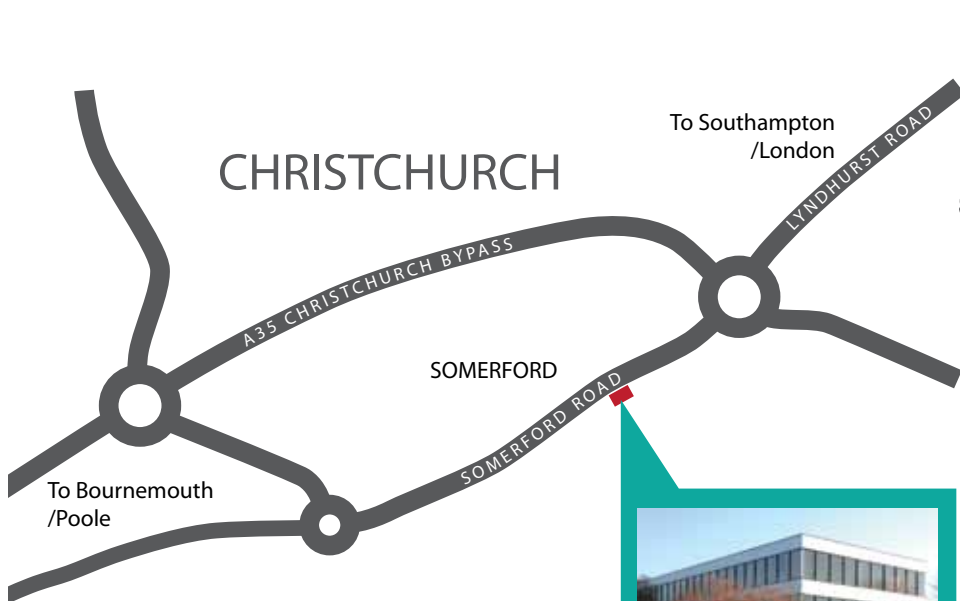 To Southampton
/London
LYNDHURST ROAD
CHRISTCHURCH
A35 CHRISTCHURCH BYPASS
SOMERFORD
SOMERFORD ROAD
To Bournemouth
/Poole